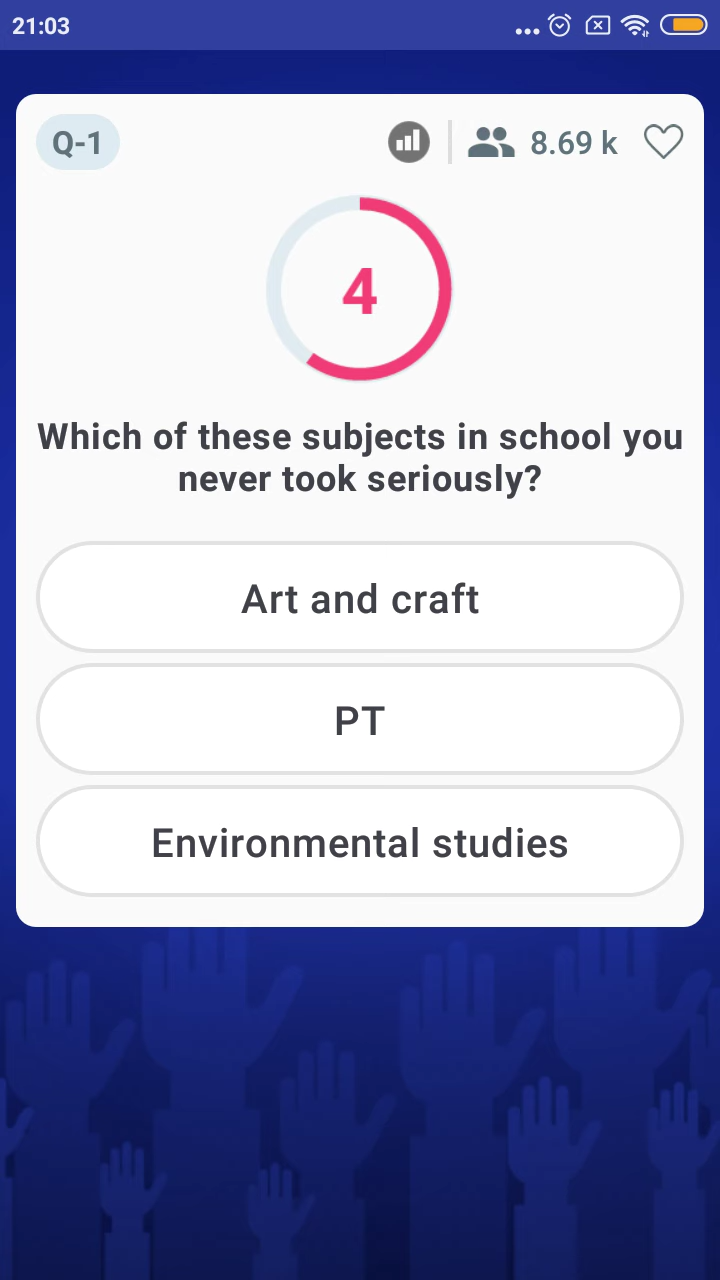 21:03
Q-1
8.69 k
4
Which of these subjects in school you
never took seriously?
Art and craft
PT
Environmental studies